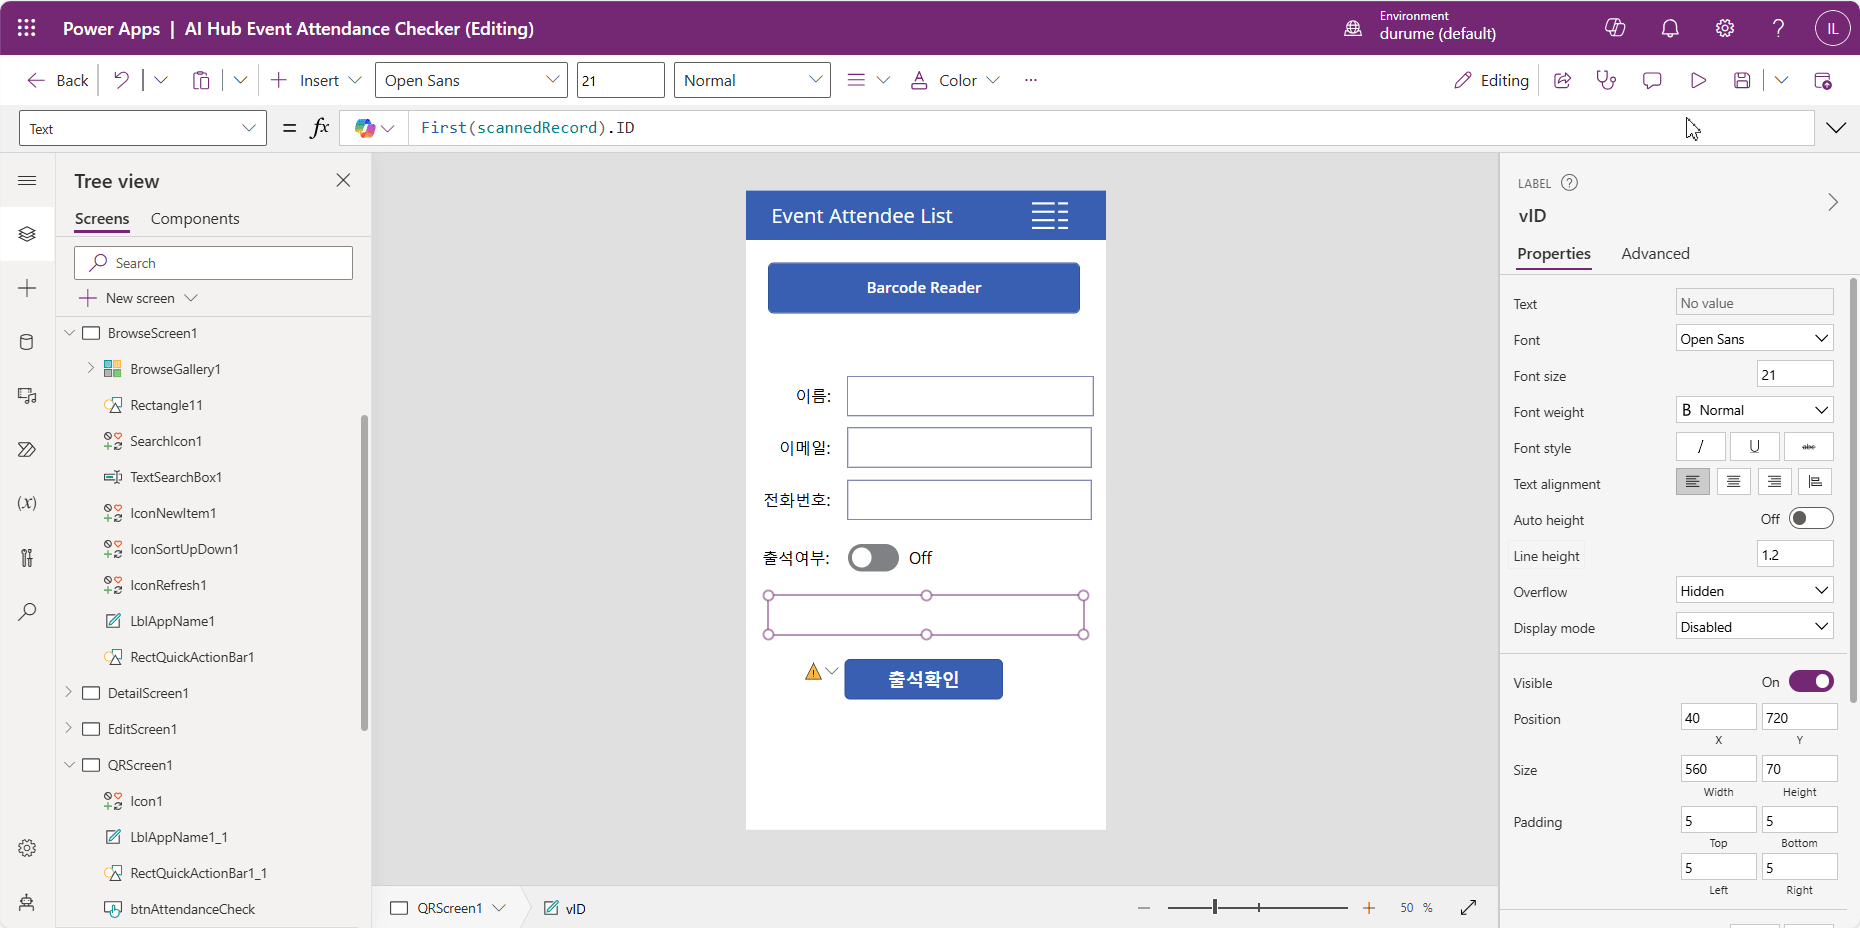 Power Apps | AI Hub Event Attendance Checker (Editing)
Environment
durume (default)
IL
Back
Insert
Open Sans
21
Normal
Color
Editing
Text
= fx
First(scannedRecord).ID
Tree view
Screens
Components
Search
New screen
BrowseScreen1
BrowseGallery1
Rectangle11
SearchIcon1
TextSearchBox1
IconNewItem1
IconSortUpDown1
IconRefresh1
LblAppName1
RectQuickActionBar1
DetailScreen1
EditScreen1
QRScreen1
Icon1
LblAppName1_1
RectQuickActionBar1_1
btnAttendanceCheck
Event Attendee List
Barcode Reader
이름:
이메일:
전화번호:
출석여부: Off
출석확인
QRScreen1
vID
50 %
LABEL
vID
Properties
Advanced
Text No value
Font Open Sans
Font size 21
Font weight B Normal
Font style / U abc
Text alignment
Auto height Off
Line height 1.2
Overflow Hidden
Display mode Disabled
Visible On
Position 40 720
X Y
Size 560 70
Width Height
Padding 5 5
Top Bottom
5 5
Left Right